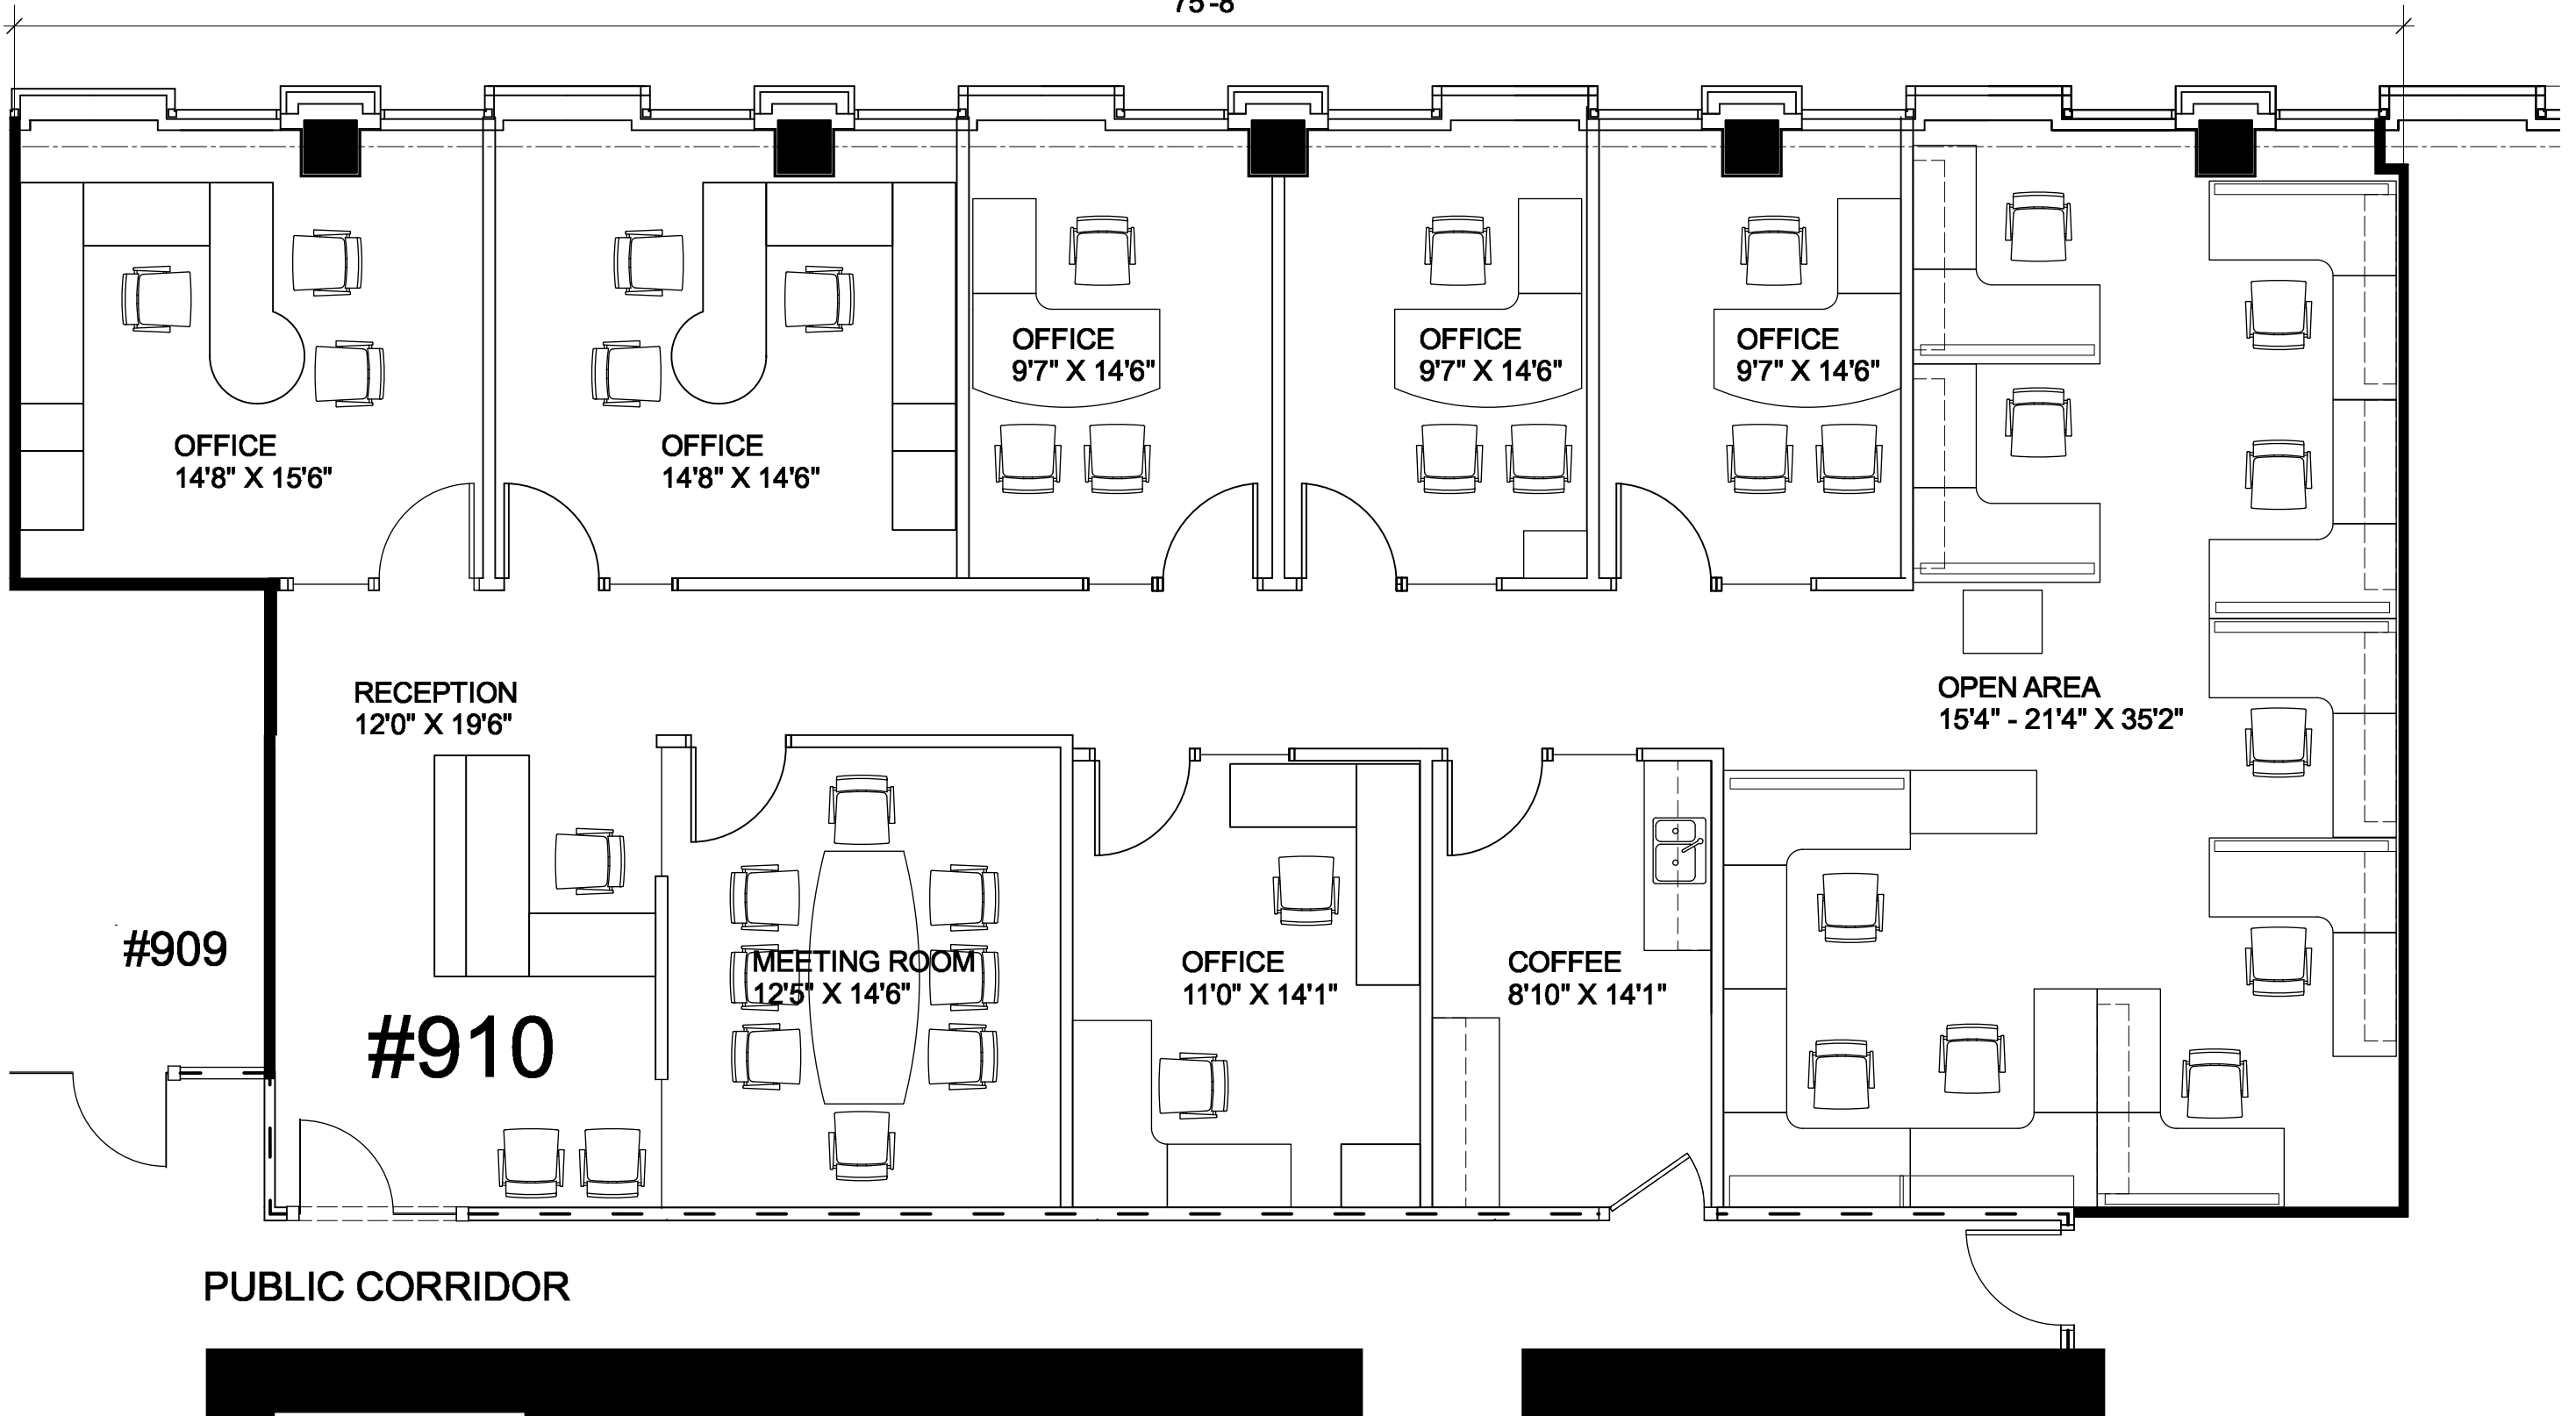 75'-8"
OFFICE
9'7" X 14'6"
OFFICE
9'7" X 14'6"
OFFICE
9'7" X 14'6"
OFFICE
14'8" X 15'6"
OFFICE
14'8" X 14'6"
RECEPTION
12'0" X 19'6"
OPEN AREA
15'4" - 21'4" X 35'2"
#909
MEETING ROOM
12'5" X 14'6"
OFFICE
11'0" X 14'1"
COFFEE
8'10" X 14'1"
#910
PUBLIC CORRIDOR